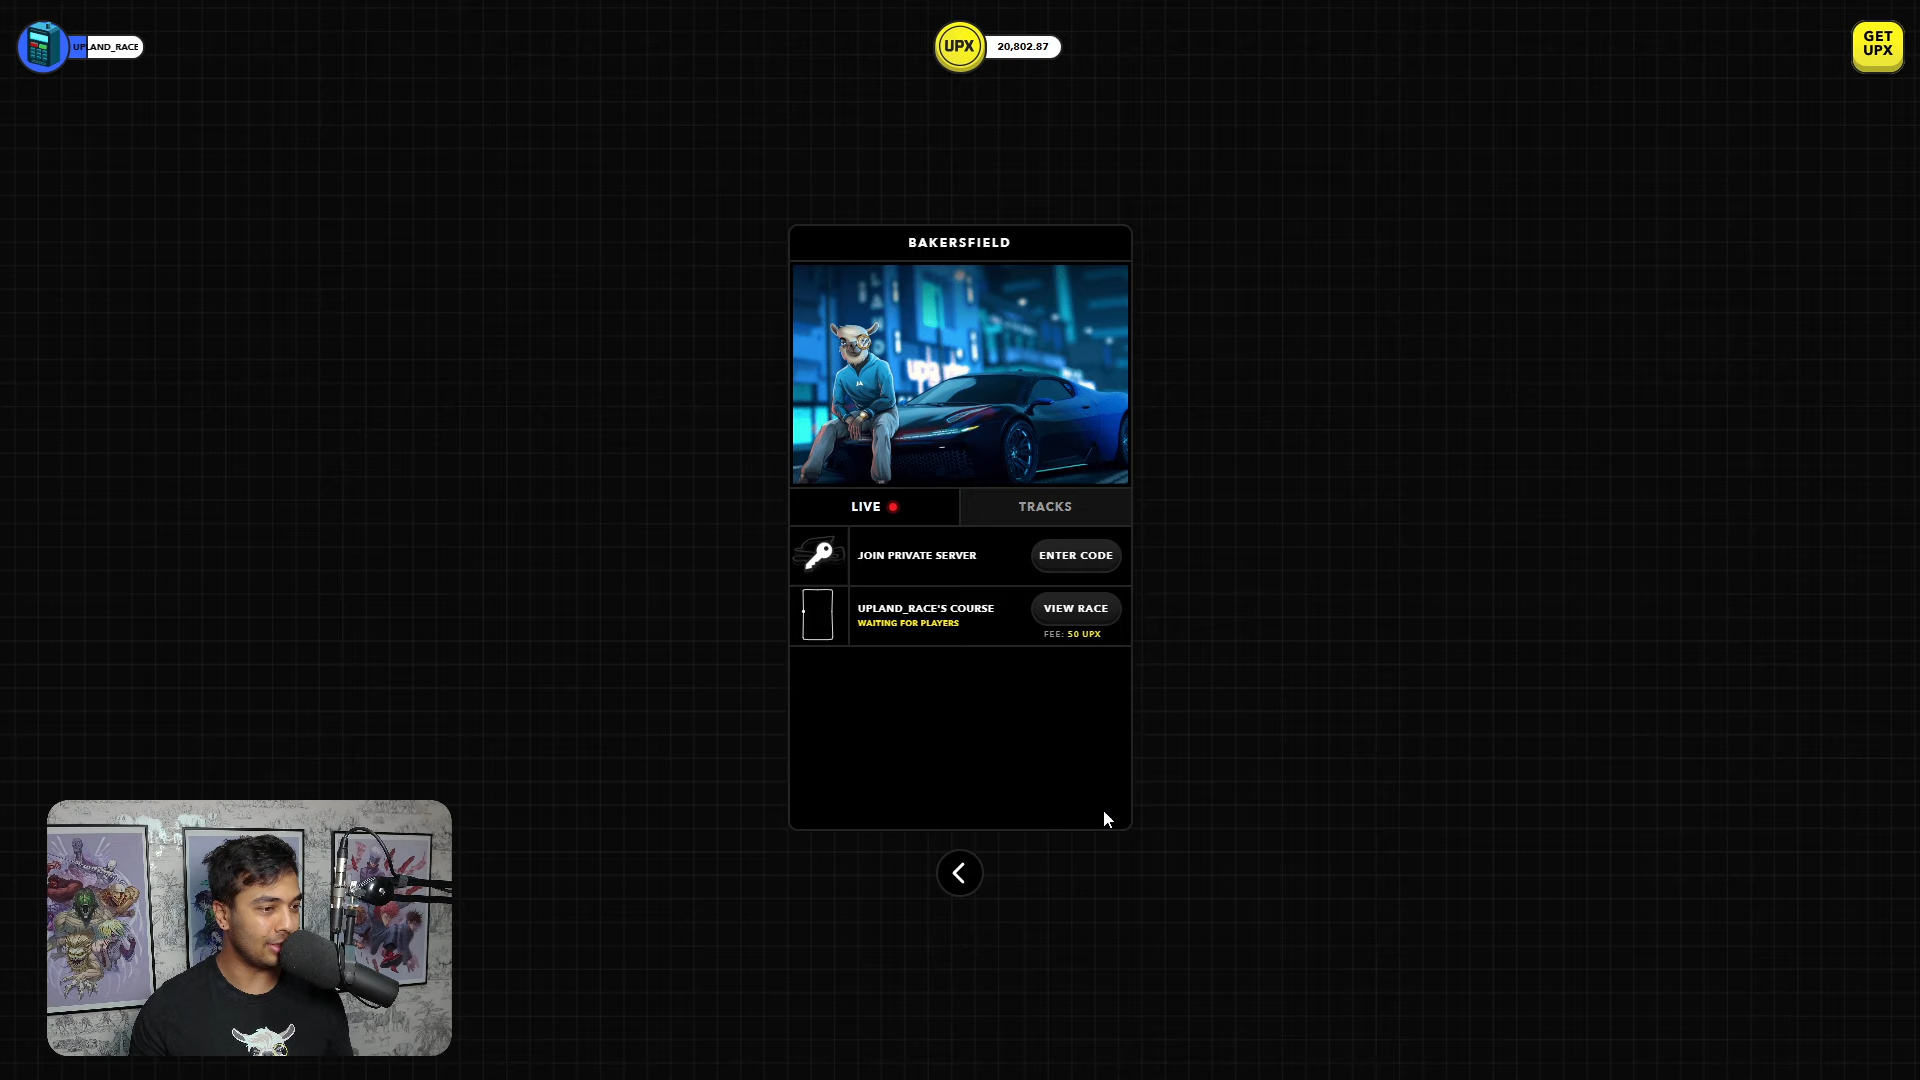 UPLAND_RACE
UPX
20,802.87
GET
UPX
BAKERSFIELD
LIVE
TRACKS
JOIN PRIVATE SERVER
ENTER CODE
UPLAND_RACE'S COURSE
WAITING FOR PLAYERS
VIEW RACE
FEE: 50 UPX